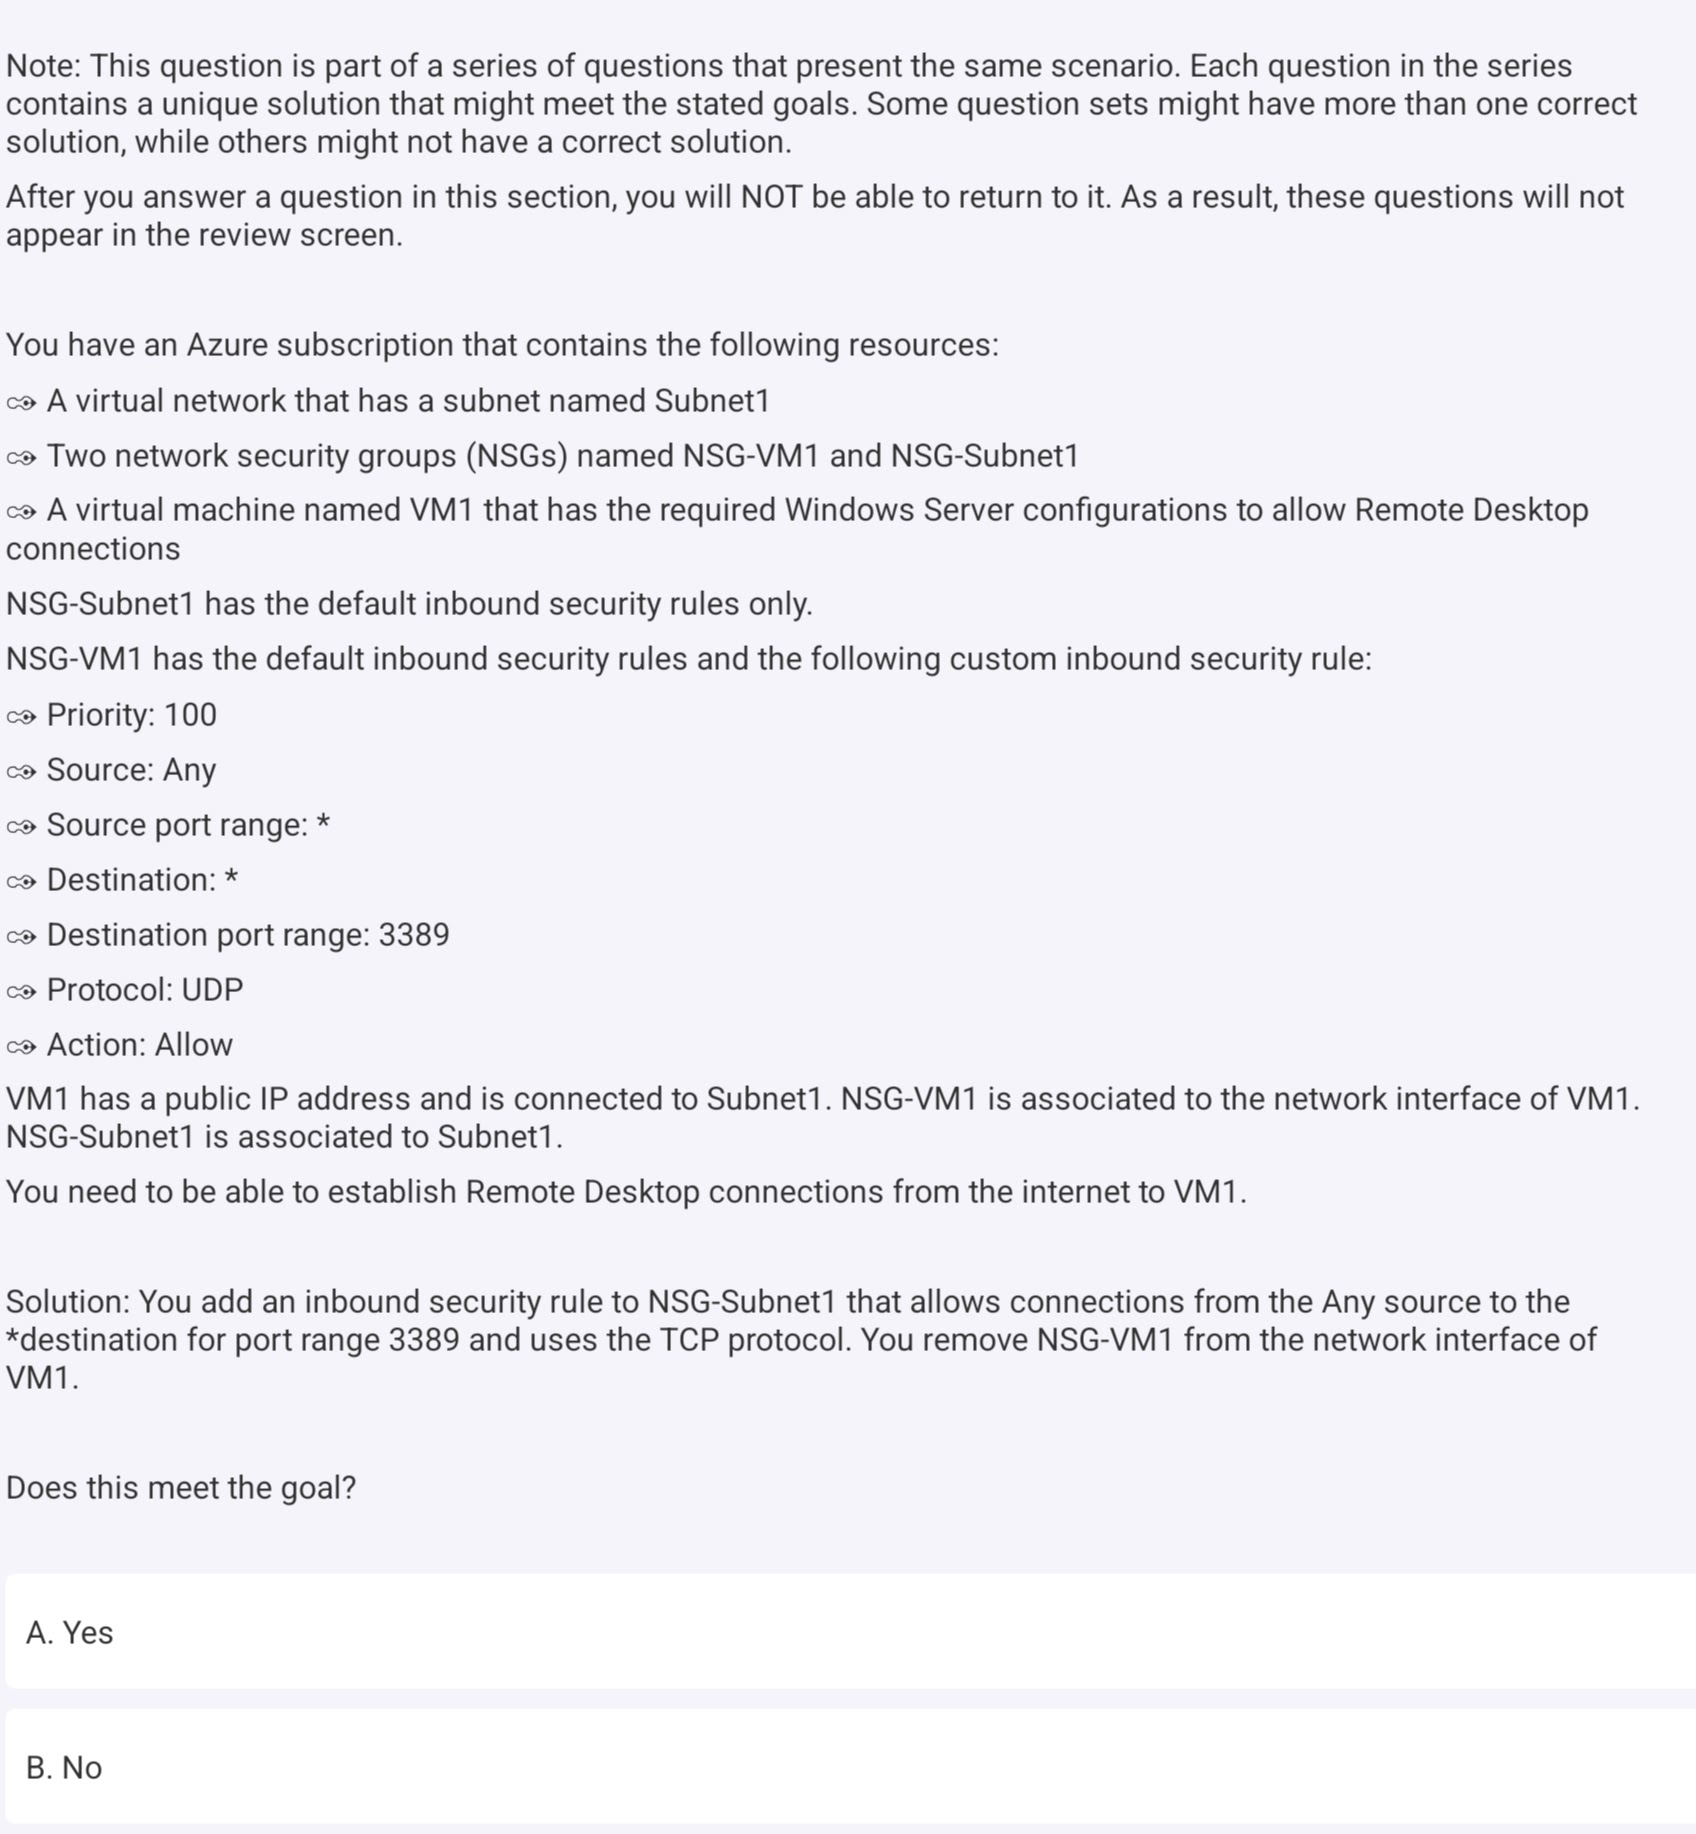 Note: This question is part of a series of questions that present the same scenario. Each question in the series
contains a unique solution that might meet the stated goals. Some question sets might have more than one correct
solution, while others might not have a correct solution.
After you answer a question in this section, you will NOT be able to return to it. As a result, these questions will not
appear in the review screen.
You have an Azure subscription that contains the following resources:
A virtual network that has a subnet named Subnet1
Two network security groups (NSGs) named NSG-VM1 and NSG-Subnet1
A virtual machine named VM1 that has the required Windows Server configurations to allow Remote Desktop
connections
NSG-Subnet1 has the default inbound security rules only.
NSG-VM1 has the default inbound security rules and the following custom inbound security rule:
Priority: 100
Source: Any
Source port range: *
Destination: *
Destination port range: 3389
Protocol: UDP
Action: Allow
VM1 has a public IP address and is connected to Subnet1. NSG-VM1 is associated to the network interface of VM1.
NSG-Subnet1 is associated to Subnet1.
You need to be able to establish Remote Desktop connections from the internet to VM1.
Solution: You add an inbound security rule to NSG-Subnet1 that allows connections from the Any source to the
*destination for port range 3389 and uses the TCP protocol. You remove NSG-VM1 from the network interface of
VM1.
Does this meet the goal?
A. Yes
B. No